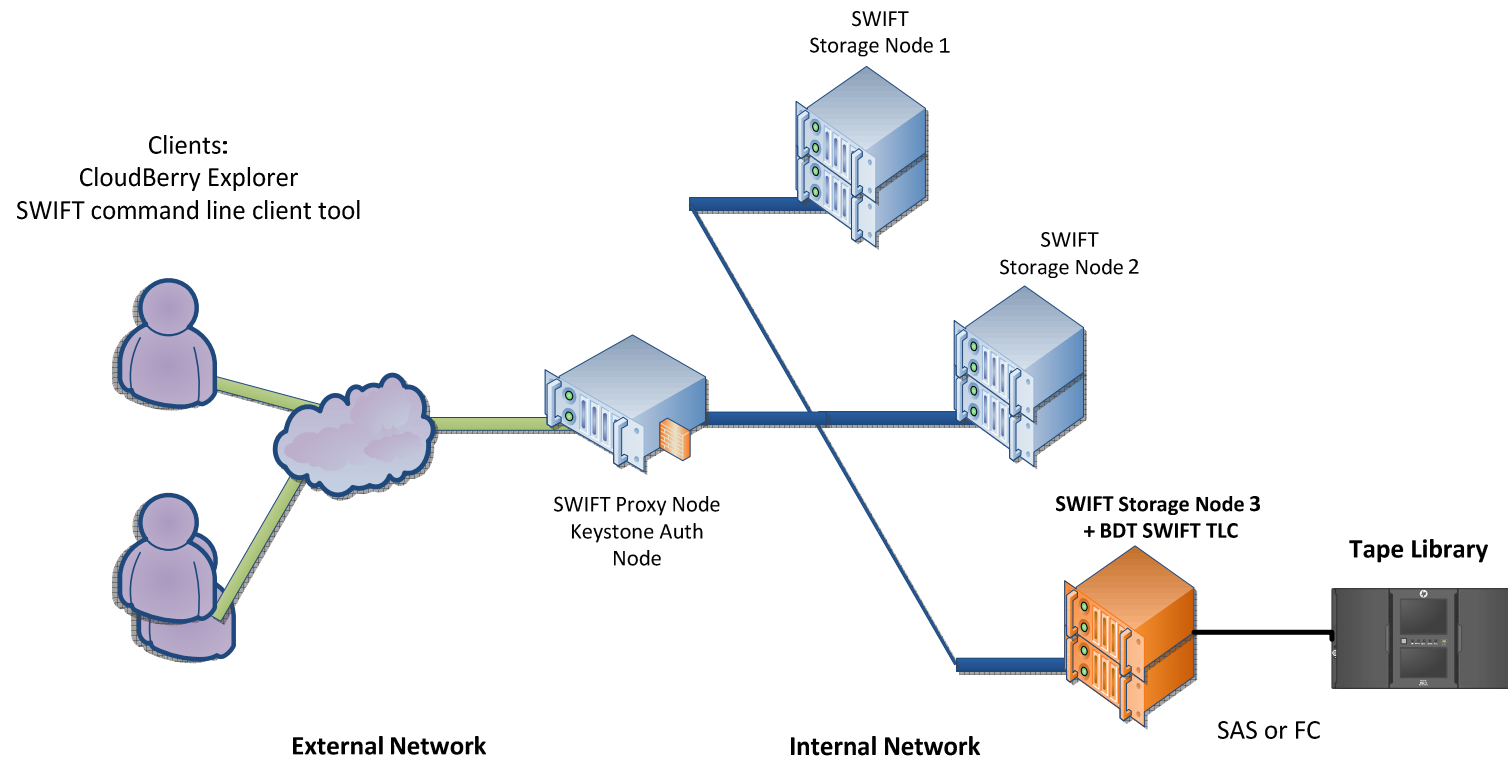 SWIFT
Storage Node 1
Clients:
CloudBerry Explorer
SWIFT command line client tool
SWIFT
Storage Node 2
SWIFT Proxy Node
Keystone Auth
Node
SWIFT Storage Node 3
+ BDT SWIFT TLC
Tape Library
SAS or FC
External Network
Internal Network